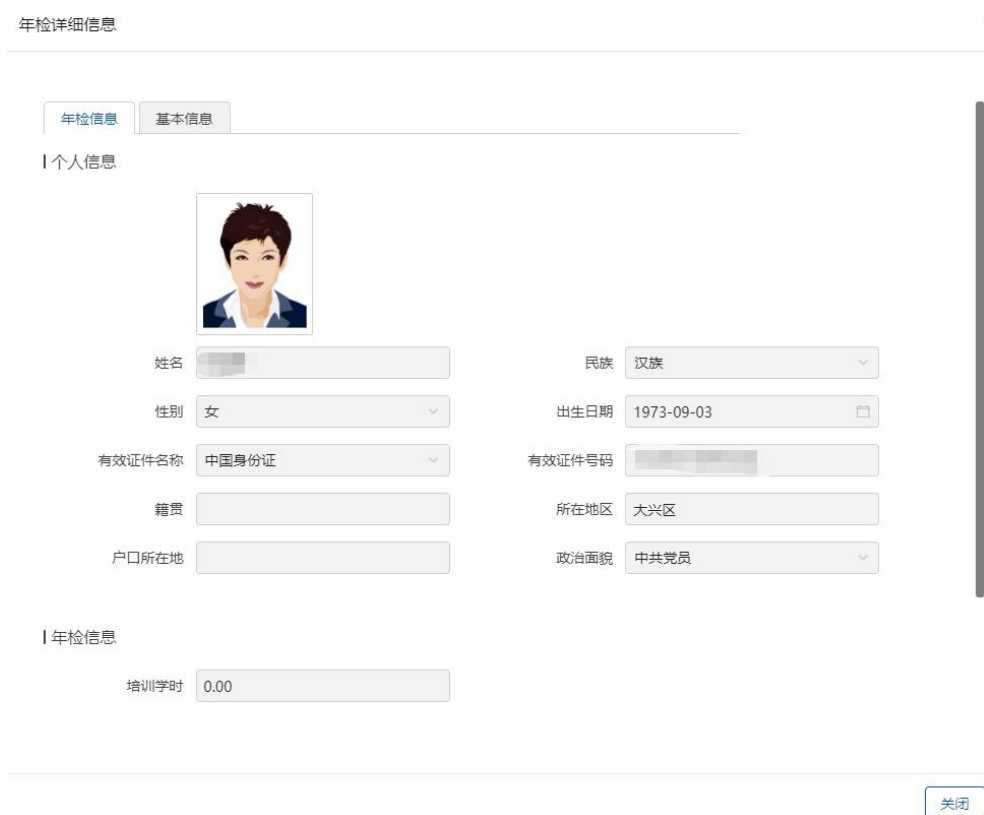 年检详细信息
年检信息 基本信息
个人信息
姓名 民族 汉族
性别 女 出生日期 1973-09-03
有效证件名称 中国身份证 有效证件号码
籍贯 所在地区 大兴区
户口所在地 政治面貌 中共党员
年检信息
培训学时 0.00
关闭